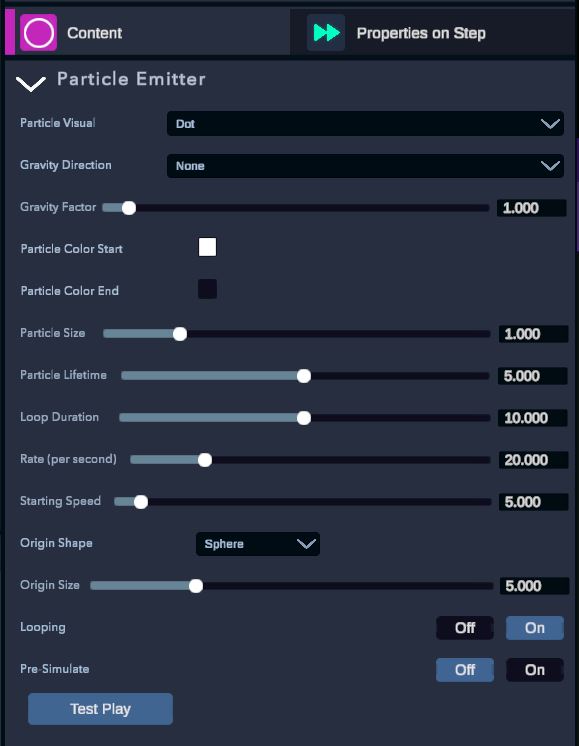 Content
Properties on Step
Particle Emitter
Particle Visual
Dot
Gravity Direction
None
Gravity Factor
1.000
Particle Color Start
Particle Color End
Particle Size
1.000
Particle Lifetime
5.000
Loop Duration
10.000
Rate (per second)
20.000
Starting Speed
5.000
Origin Shape
Sphere
Origin Size
5.000
Looping
Off
On
Pre-Simulate
Off
On
Test Play